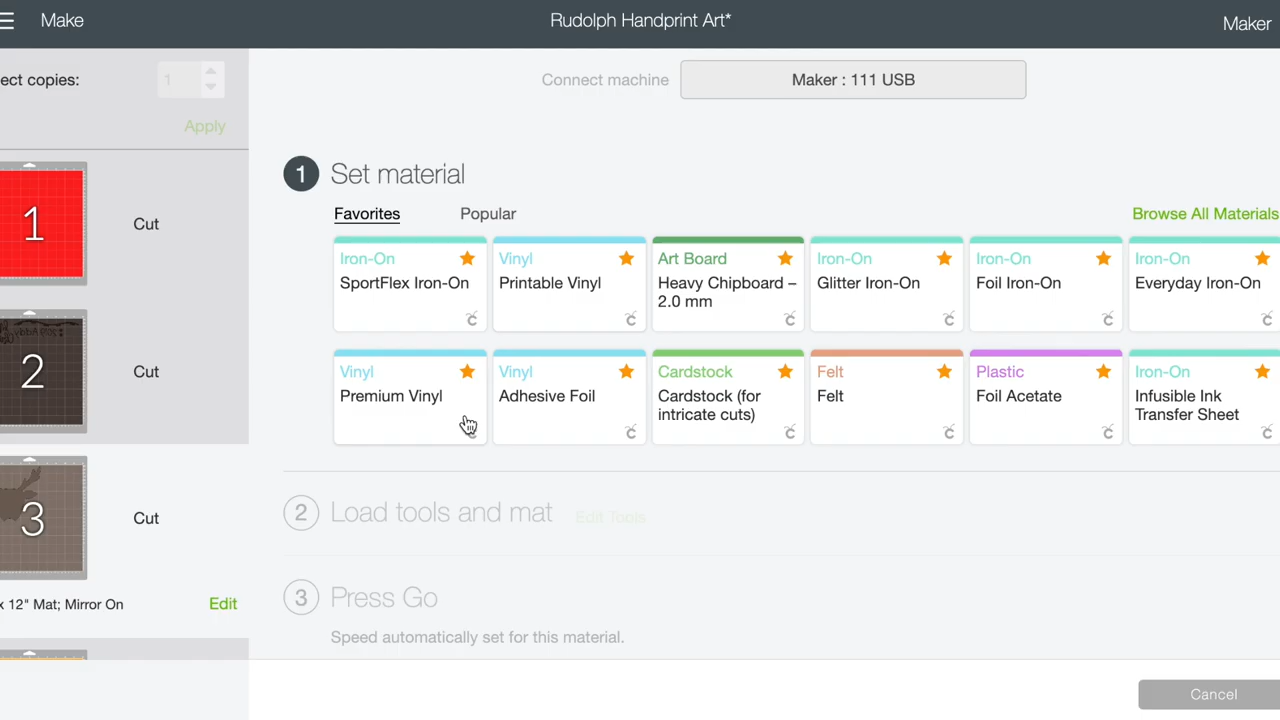 Make
Rudolph Handprint Art*
Maker
ect copies:
1
Apply
Connect machine
Maker : 111 USB
1 Set material
Favorites
Popular
Browse All Materials
Iron-On
SportFlex Iron-On
Vinyl
Printable Vinyl
Art Board
Heavy Chipboard –
2.0 mm
Iron-On
Glitter Iron-On
Iron-On
Foil Iron-On
Iron-On
Everyday Iron-On
Vinyl
Premium Vinyl
Vinyl
Adhesive Foil
Cardstock
Cardstock (for
intricate cuts)
Felt
Felt
Plastic
Foil Acetate
Iron-On
Infusible Ink
Transfer Sheet
1
Cut
2
Cut
3
Cut
x 12" Mat; Mirror On
Edit
2 Load tools and mat
Edit Tools
3 Press Go
Speed automatically set for this material.
Cancel